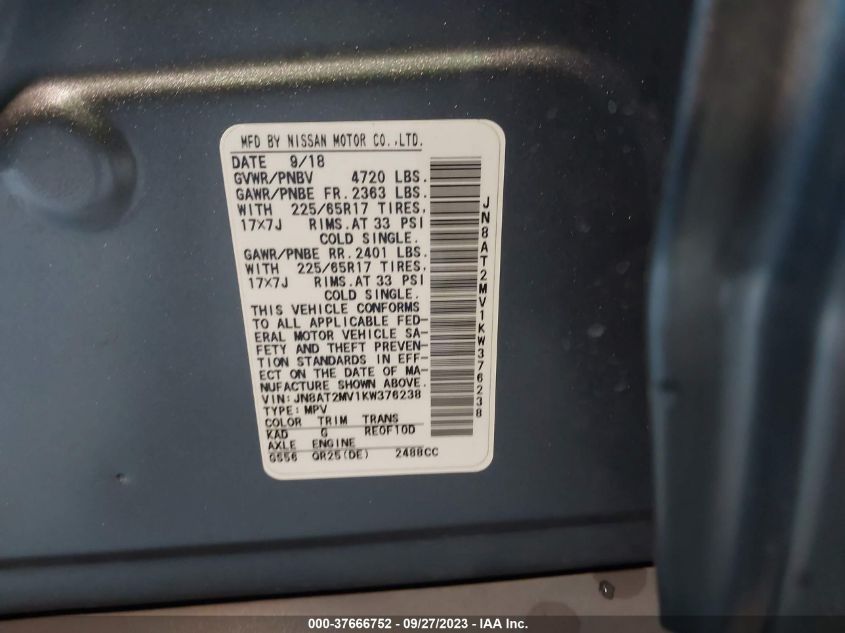 MFD BY NISSAN MOTOR CO.,LTD.
DATE 9/18
GVWR/PNBV 4720 LBS.
GAWR/PNBE FR.2363 LBS.
WITH 225/65R17 TIRES,
17×7J RIMS.AT 33 PSI
COLD SINGLE.
GAWR/PNBE RR.2401 LBS.
WITH 225/65R17 TIRES,
17×7J RIMS.AT 33 PSI
COLD SINGLE.
THIS VEHICLE CONFORMS
TO ALL APPLICABLE FED-
ERAL MOTOR VEHICLE SA-
FETY AND THEFT PREVEN-
TION STANDARDS IN EFF-
ECT ON THE DATE OF MA-
NUFACTURE SHOWN ABOVE.
VIN:JN8AT2MV1KW376238
TYPE:MPV
COLOR TRIM TRANS
KAD G RE0F10D
AXLE ENGINE
GS56 QR25(DE) 2488CC
JN8AT2MV1KW376238
000-37666752 - 09/27/2023 - © IAA Inc.